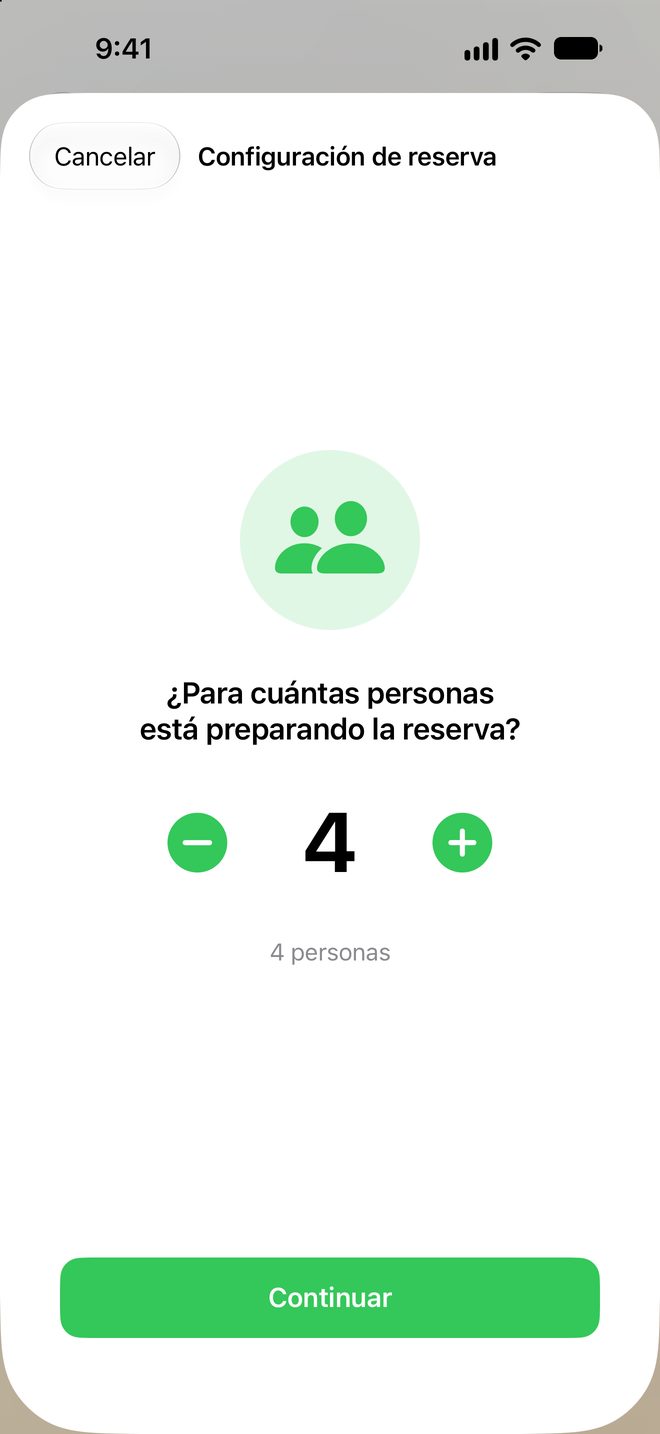 9:41
Cancelar
Configuración de reserva
¿Para cuántas personas
está preparando la reserva?
4
4 personas
Continuar